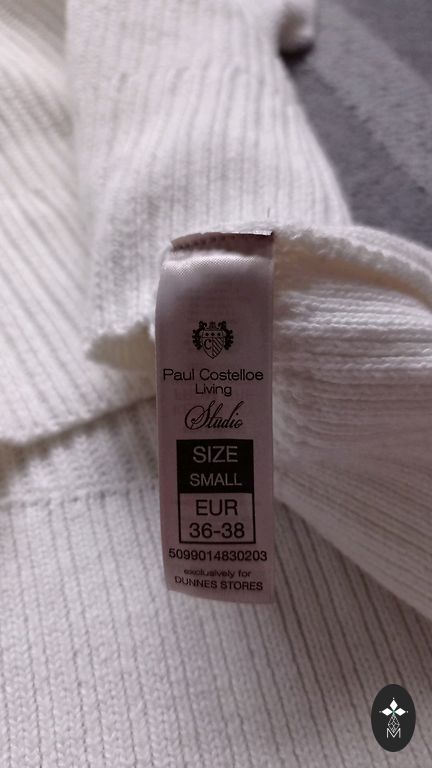 Paul Costelloe
Living
Studio
SIZE
SMALL
EUR
36-38
5099014830203
exclusively for
DUNNES STORES
M